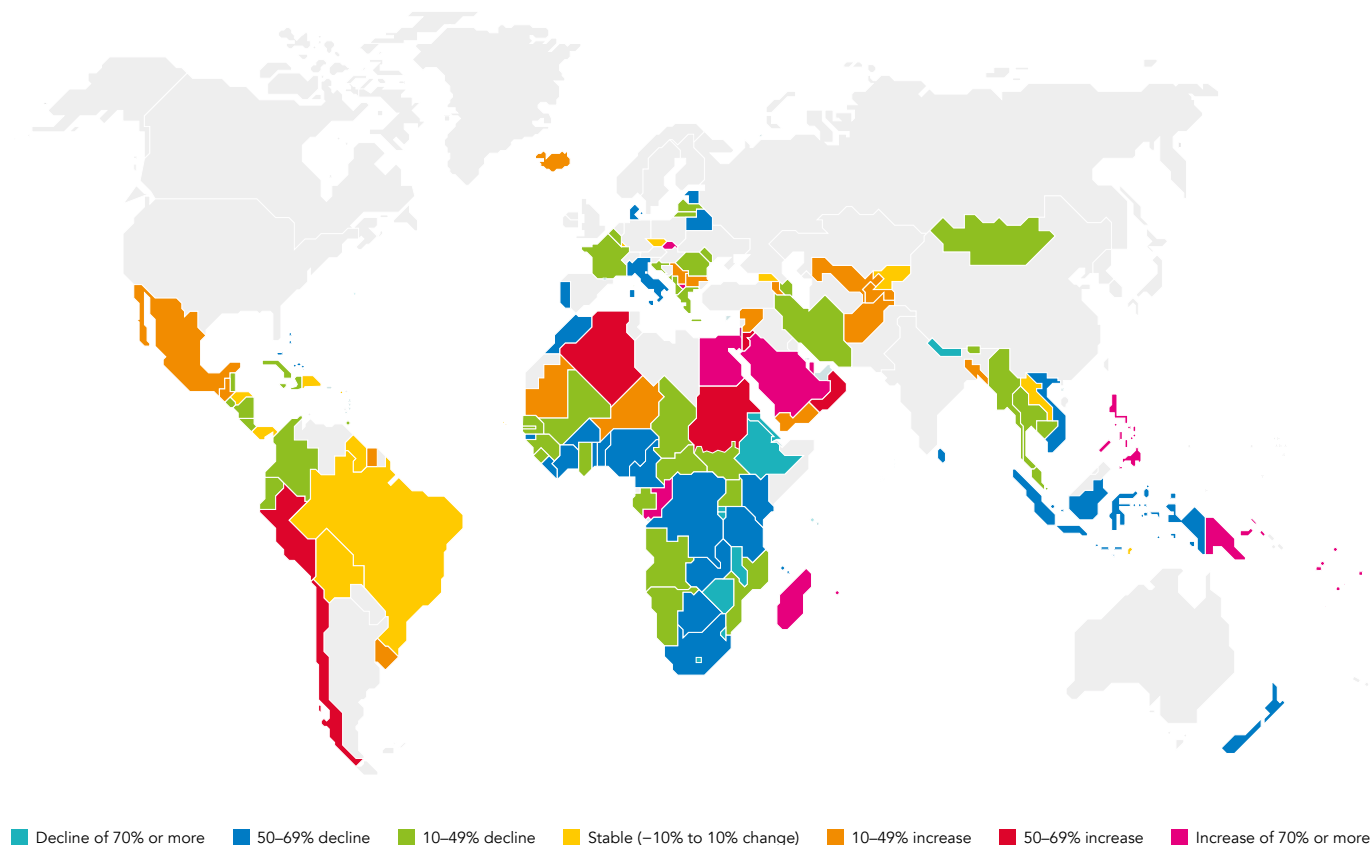 Decline of 70% or more 50–69% decline 10–49% decline Stable (−10% to 10% change) 10–49% increase 50–69% increase Increase of 70% or more